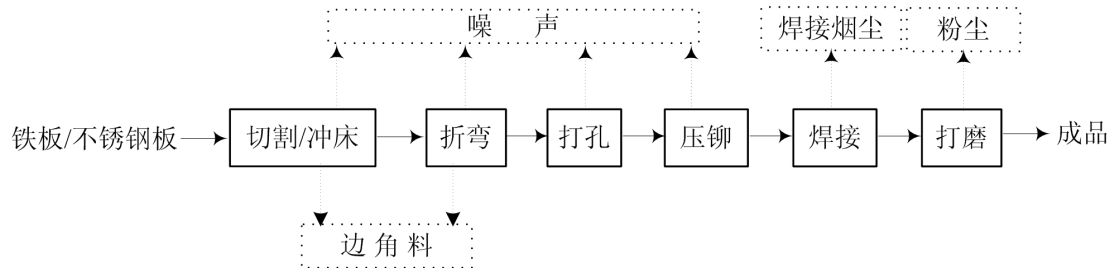 噪 声
焊接烟尘
粉尘
铁板/不锈钢板
切割/冲床
折弯
打孔
压铆
焊接
打磨
成品
边角料